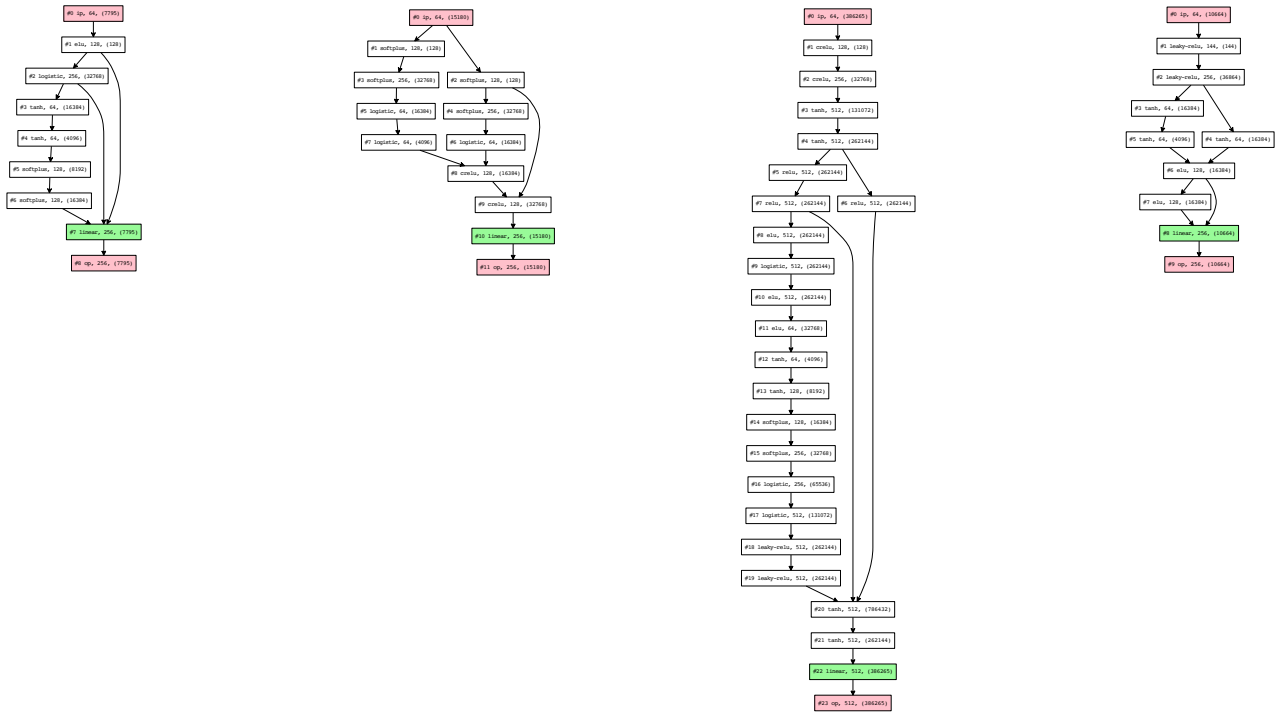 #0 ip, 64, (7795)
#1 elu, 128, (128)
#2 logistic, 256, (32768)
#3 tanh, 64, (16384)
#4 tanh, 64, (4096)
#5 softplus, 128, (8192)
#6 softplus, 128, (16384)
#7 linear, 256, (7795)
#8 op, 256, (7795)
#0 ip, 64, (15180)
#1 softplus, 128, (128)
#3 softplus, 256, (32768)
#2 softplus, 128, (128)
#5 logistic, 64, (16384)
#4 softplus, 256, (32768)
#7 logistic, 64, (4096)
#6 logistic, 64, (16384)
#8 crelu, 128, (16384)
#9 crelu, 128, (32768)
#10 linear, 256, (15180)
#11 op, 256, (15180)
#0 ip, 64, (386265)
#1 crelu, 128, (128)
#2 crelu, 256, (32768)
#3 tanh, 512, (131072)
#4 tanh, 512, (262144)
#5 relu, 512, (262144)
#7 relu, 512, (262144)
#6 relu, 512, (262144)
#8 elu, 512, (262144)
#9 logistic, 512, (262144)
#10 elu, 512, (262144)
#11 elu, 64, (32768)
#12 tanh, 64, (4096)
#13 tanh, 128, (8192)
#14 softplus, 128, (16384)
#15 softplus, 256, (32768)
#16 logistic, 256, (65536)
#17 logistic, 512, (131072)
#18 leaky-relu, 512, (262144)
#19 leaky-relu, 512, (262144)
#20 tanh, 512, (786432)
#21 tanh, 512, (262144)
#22 linear, 512, (386265)
#23 op, 512, (386265)
#0 ip, 64, (10664)
#1 leaky-relu, 144, (144)
#2 leaky-relu, 256, (36864)
#3 tanh, 64, (16384)
#5 tanh, 64, (4096)
#4 tanh, 64, (16384)
#6 elu, 128, (16384)
#7 elu, 128, (16384)
#8 linear, 256, (10664)
#9 op, 256, (10664)